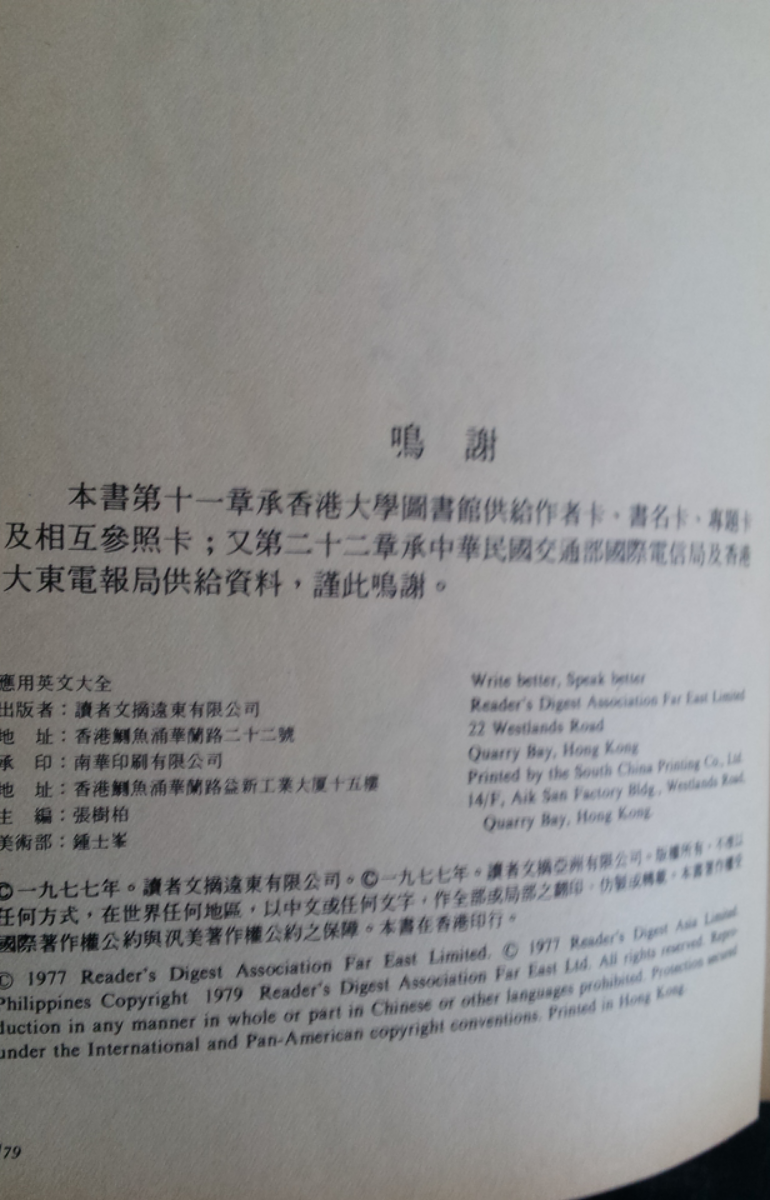 鳴 謝
本書第十一章承香港大學圖書館供給作者卡、書名卡、專題卡
及相互參照卡；又第二十二章承中華民國交通部國際電信局及香港
大東電報局供給資料，謹此鳴謝。
應用英文大全
出版者：讀者文摘遠東有限公司
地 址：香港鰂魚涌華蘭路二十二號
承 印：南華印刷有限公司
地 址：香港鰂魚涌華蘭路益新工業大厦十五樓
主 編：張樹柏
美術部：鍾士峯
Write better, Speak better
Reader's Digest Association Far East Limited
22 Westlands Road
Quarry Bay, Hong Kong
Printed by the South China Printing Co., Ltd.
14/F, Aik San Factory Bldg., Westlands Road,
Quarry Bay, Hong Kong.
©一九七七年。讀者文摘遠東有限公司。©一九七七年。讀者文摘亞洲有限公司。版權所有，不准以
任何方式，在世界任何地區，以中文或任何文字，作全部或局部之翻印、仿製或轉載。本書著作權受
國際著作權公約與汎美著作權公約之保障。本書在香港印行。
© 1977 Reader's Digest Association Far East Limited. © 1977 Reader's Digest Asia Limited
Philippines Copyright 1979 Reader's Digest Association Far East Ltd. All rights reserved. Repro-
duction in any manner in whole or part in Chinese or other languages prohibited. Protection secured
under the International and Pan-American copyright conventions. Printed in Hong Kong.
/79